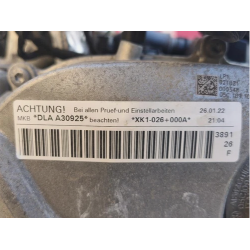 ACHTUNG! Bei allen Pruef-und Einstellarbeiten 26.01.22
MKB *DLA A30925* beachten! *XK1-026+000A* 21:04
3891
26
F